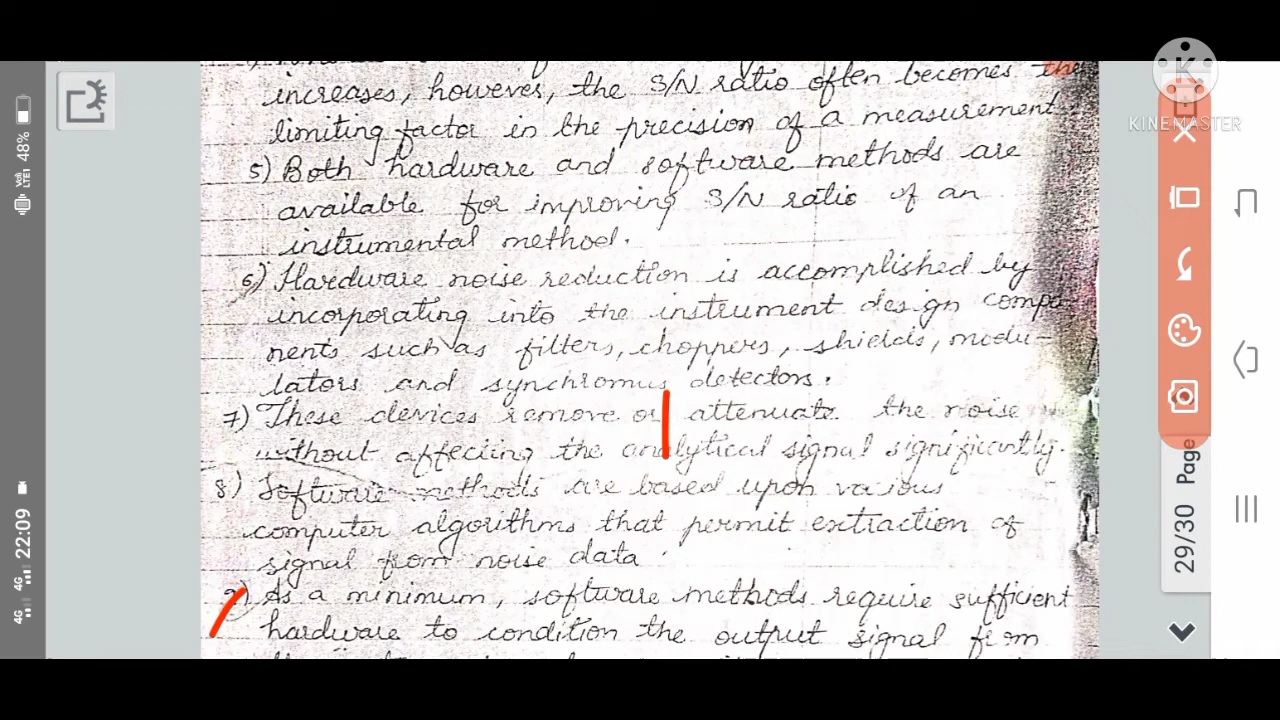 increases, however, the S/N ratio often becomes the
limiting factor in the precision of a measurement
5) Both hardware and software methods are
available for improving S/N ratio of an
instrumental method.
6) Hardware noise reduction is accomplished by
incorporating into the instrument design compo-
nents such as filters, choppers, shields, modu-
lators and synchromus detectors.
7) These devices remove or attenuate the noise
without affecting the analytical signal significantly.
8) Software methods are based upon various
computer algorithms that permit extraction of
signal from noise data.
9) As a minimum, software methods require sufficient
hardware to condition the output signal from
KINEMASTER
Page
29/30
48%
VoLTE1
22:09
4G 4G